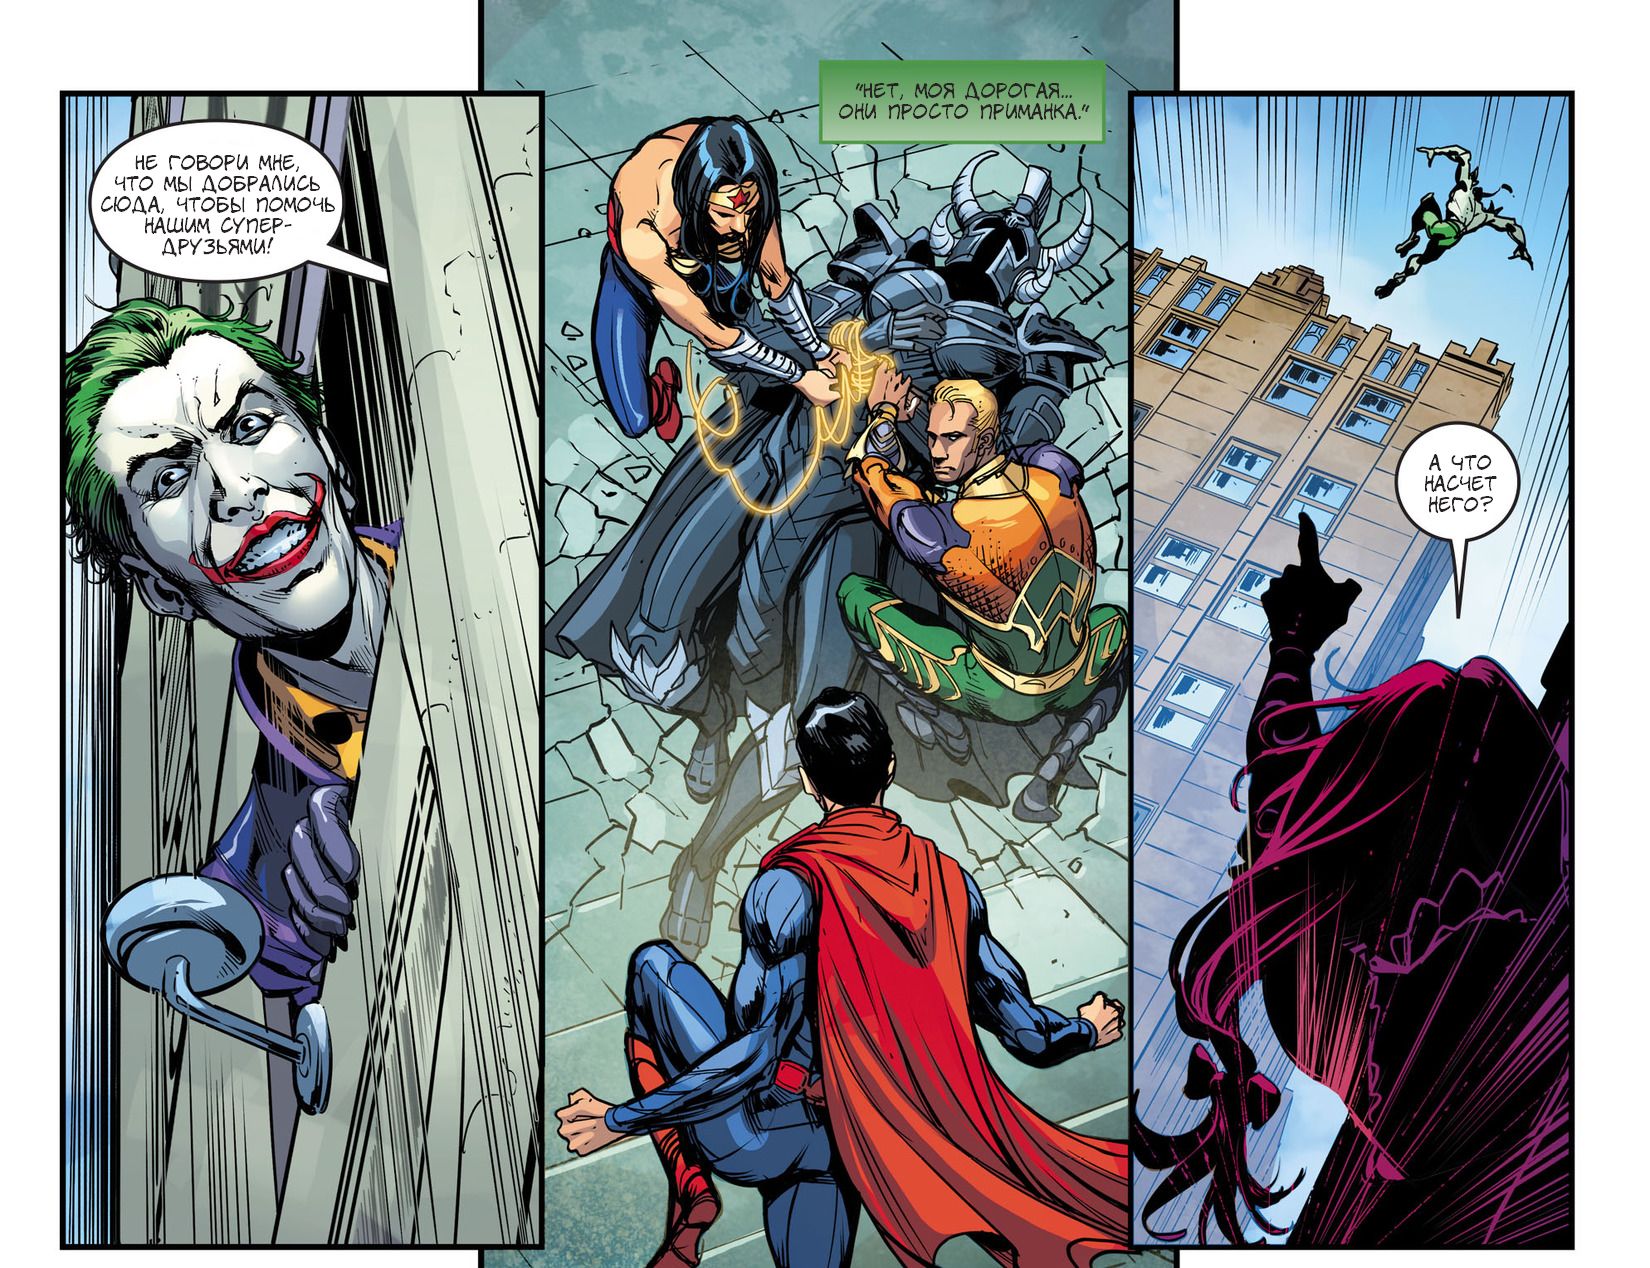 НЕ ГОВОРИ МНЕ,
ЧТО МЫ ДОБРАЛИСЬ
СЮДА, ЧТОБЫ ПОМОЧЬ
НАШИМ СУПЕР-
ДРУЗЬЯМИ!
"НЕТ, МОЯ ДОРОГАЯ...
ОНИ ПРОСТО ПРИМАНКА."
А ЧТО
НАСЧЕТ
НЕГО?